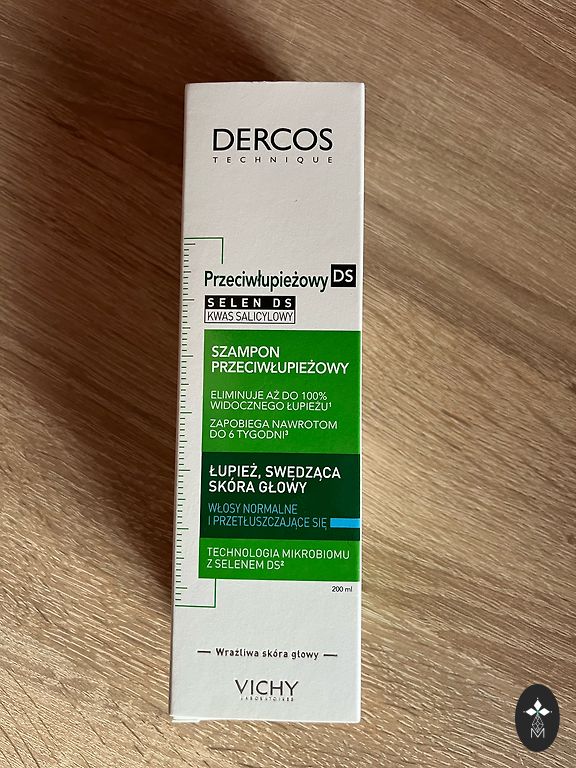 DERCOS
TECHNIQUE
Przeciwłupieżowy DS
SELEN DS
KWAS SALICYLOWY
SZAMPON
PRZECIWŁUPIEŻOWY
ELIMINUJE AŻ DO 100%
WIDOCZNEGO ŁUPIEŻU¹
ZAPOBIEGA NAWROTOM
DO 6 TYGODNI³
ŁUPIEŻ, SWEDZĄCA
SKÓRA GŁOWY
WŁOSY NORMALNE
I PRZETŁUSZCZAJĄCE SIĘ
TECHNOLOGIA MIKROBIOMU
Z SELENEM DS²
200 ml
Wrażliwa skóra głowy
VICHY
LABORATOIRES
M